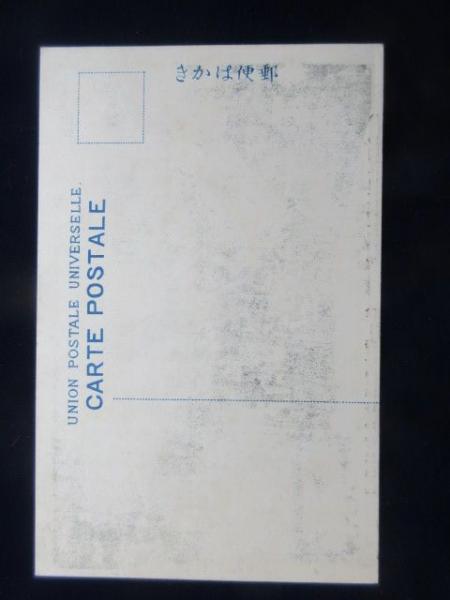 郵便はかき
UNION POSTALE UNIVERSELLE.
CARTE POSTALE